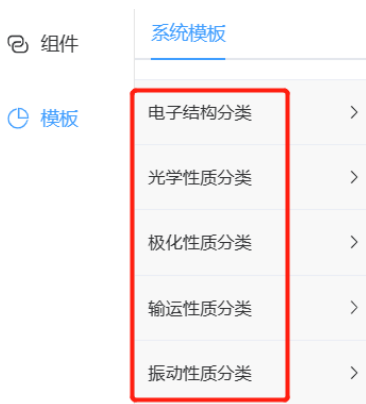 组件
模板
系统模板
电子结构分类
光学性质分类
极化性质分类
输运性质分类
振动性质分类